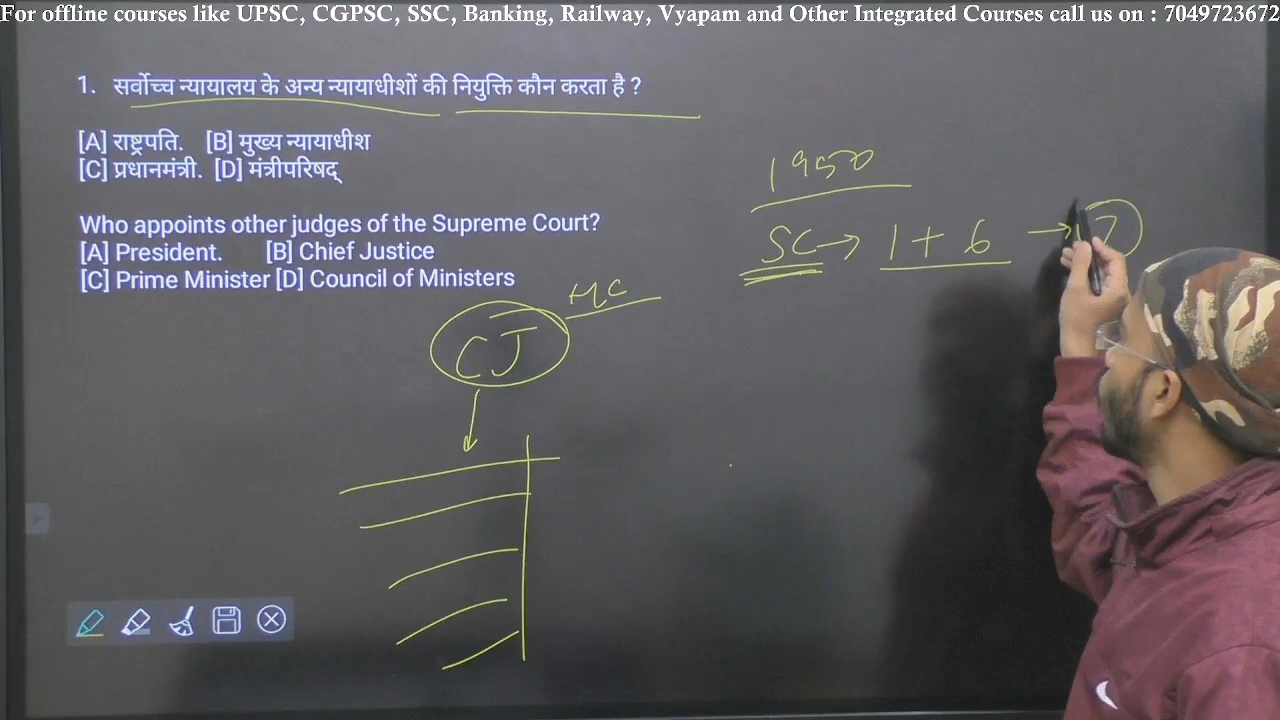 For offline courses like UPSC, CGPSC, SSC, Banking, Railway, Vyapam and Other Integrated Courses call us on : 7049723672
1. सर्वोच्च न्यायालय के अन्य न्यायाधीशों की नियुक्ति कौन करता है ?
[A] राष्ट्रपति. [B] मुख्य न्यायाधीश
[C] प्रधानमंत्री. [D] मंत्रीपरिषद्
Who appoints other judges of the Supreme Court?
[A] President. [B] Chief Justice
[C] Prime Minister [D] Council of Ministers
1950
SC → 1 + 6 → 7
HC
CJ